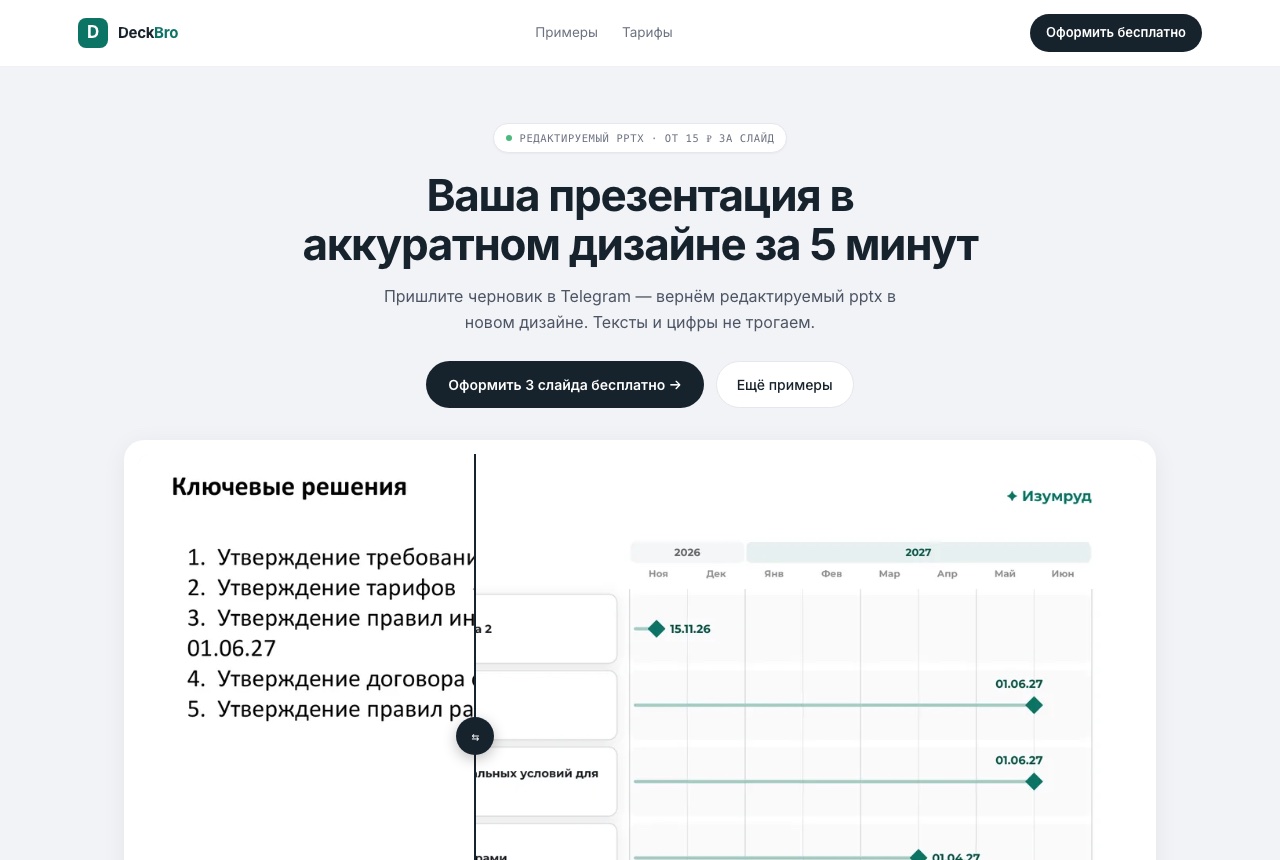 D DeckBro
Примеры
Тарифы
Оформить бесплатно
РЕДАКТИРУЕМЫЙ PPTX · ОТ 15 ₽ ЗА СЛАЙД
Ваша презентация в
аккуратном дизайне за 5 минут
Пришлите черновик в Telegram — вернём редактируемый pptx в
новом дизайне. Тексты и цифры не трогаем.
Оформить 3 слайда бесплатно →
Ещё примеры
Ключевые решения
1. Утверждение требовани
2. Утверждение тарифов
3. Утверждение правил ин
01.06.27
4. Утверждение договора
5. Утверждение правил ра
✦ Изумруд
2026
2027
Ноя Дек Янв Фев Мар Апр Май Июн
а 2
15.11.26
01.06.27
01.06.27
альных условий для
рами
01.04.27